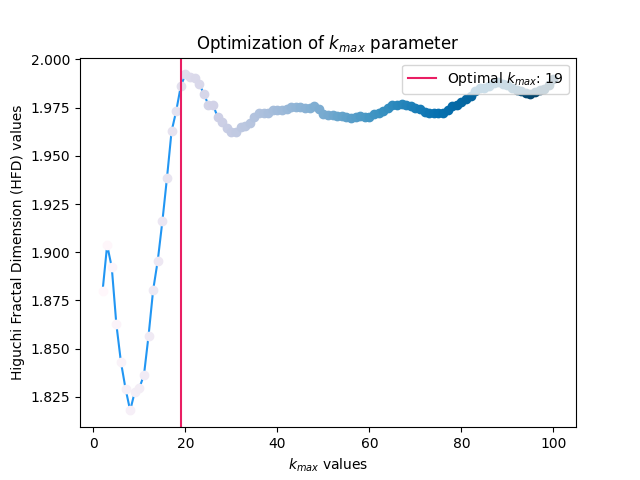 Optimization of $k_{max}$ parameter
Optimal $k_{max}$: 19
Higuchi Fractal Dimension (HFD) values
2.000
1.975
1.950
1.925
1.900
1.875
1.850
1.825
0 20 40 60 80 100
$k_{max}$ values